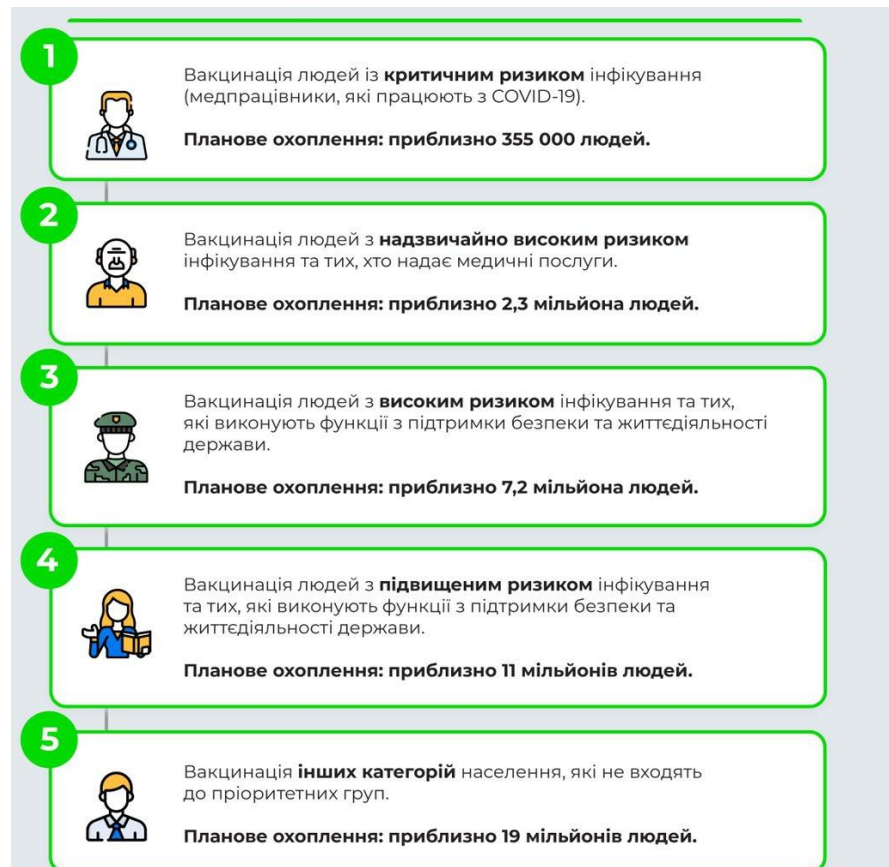 1
Вакцинація людей із критичним ризиком інфікування
(медпрацівники, які працюють з COVID-19).
Планове охоплення: приблизно 355 000 людей.
2
Вакцинація людей з надзвичайно високим ризиком
інфікування та тих, хто надає медичні послуги.
Планове охоплення: приблизно 2,3 мільйона людей.
3
Вакцинація людей з високим ризиком інфікування та тих,
які виконують функції з підтримки безпеки та життєдіяльності
держави.
Планове охоплення: приблизно 7,2 мільйона людей.
4
Вакцинація людей з підвищеним ризиком інфікування
та тих, які виконують функції з підтримки безпеки та
життєдіяльності держави.
Планове охоплення: приблизно 11 мільйонів людей.
5
Вакцинація інших категорій населення, які не входять
до пріоритетних груп.
Планове охоплення: приблизно 19 мільйонів людей.